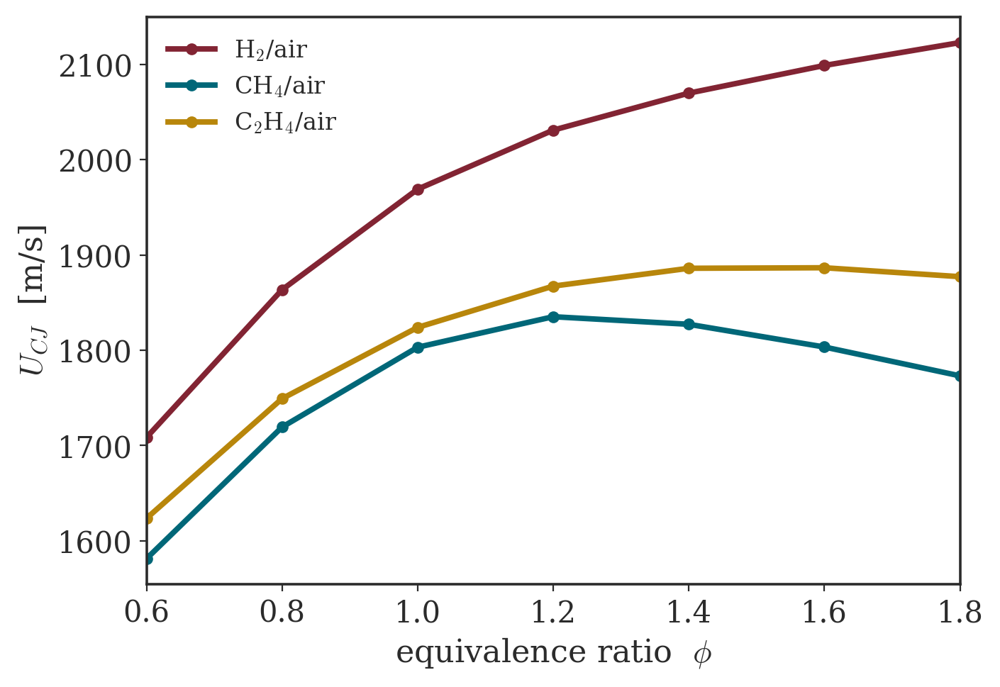 H₂/air
CH₄/air
C₂H₄/air
2100
2000
1900
1800
1700
1600
U_CJ [m/s]
0.6 0.8 1.0 1.2 1.4 1.6 1.8
equivalence ratio ϕ